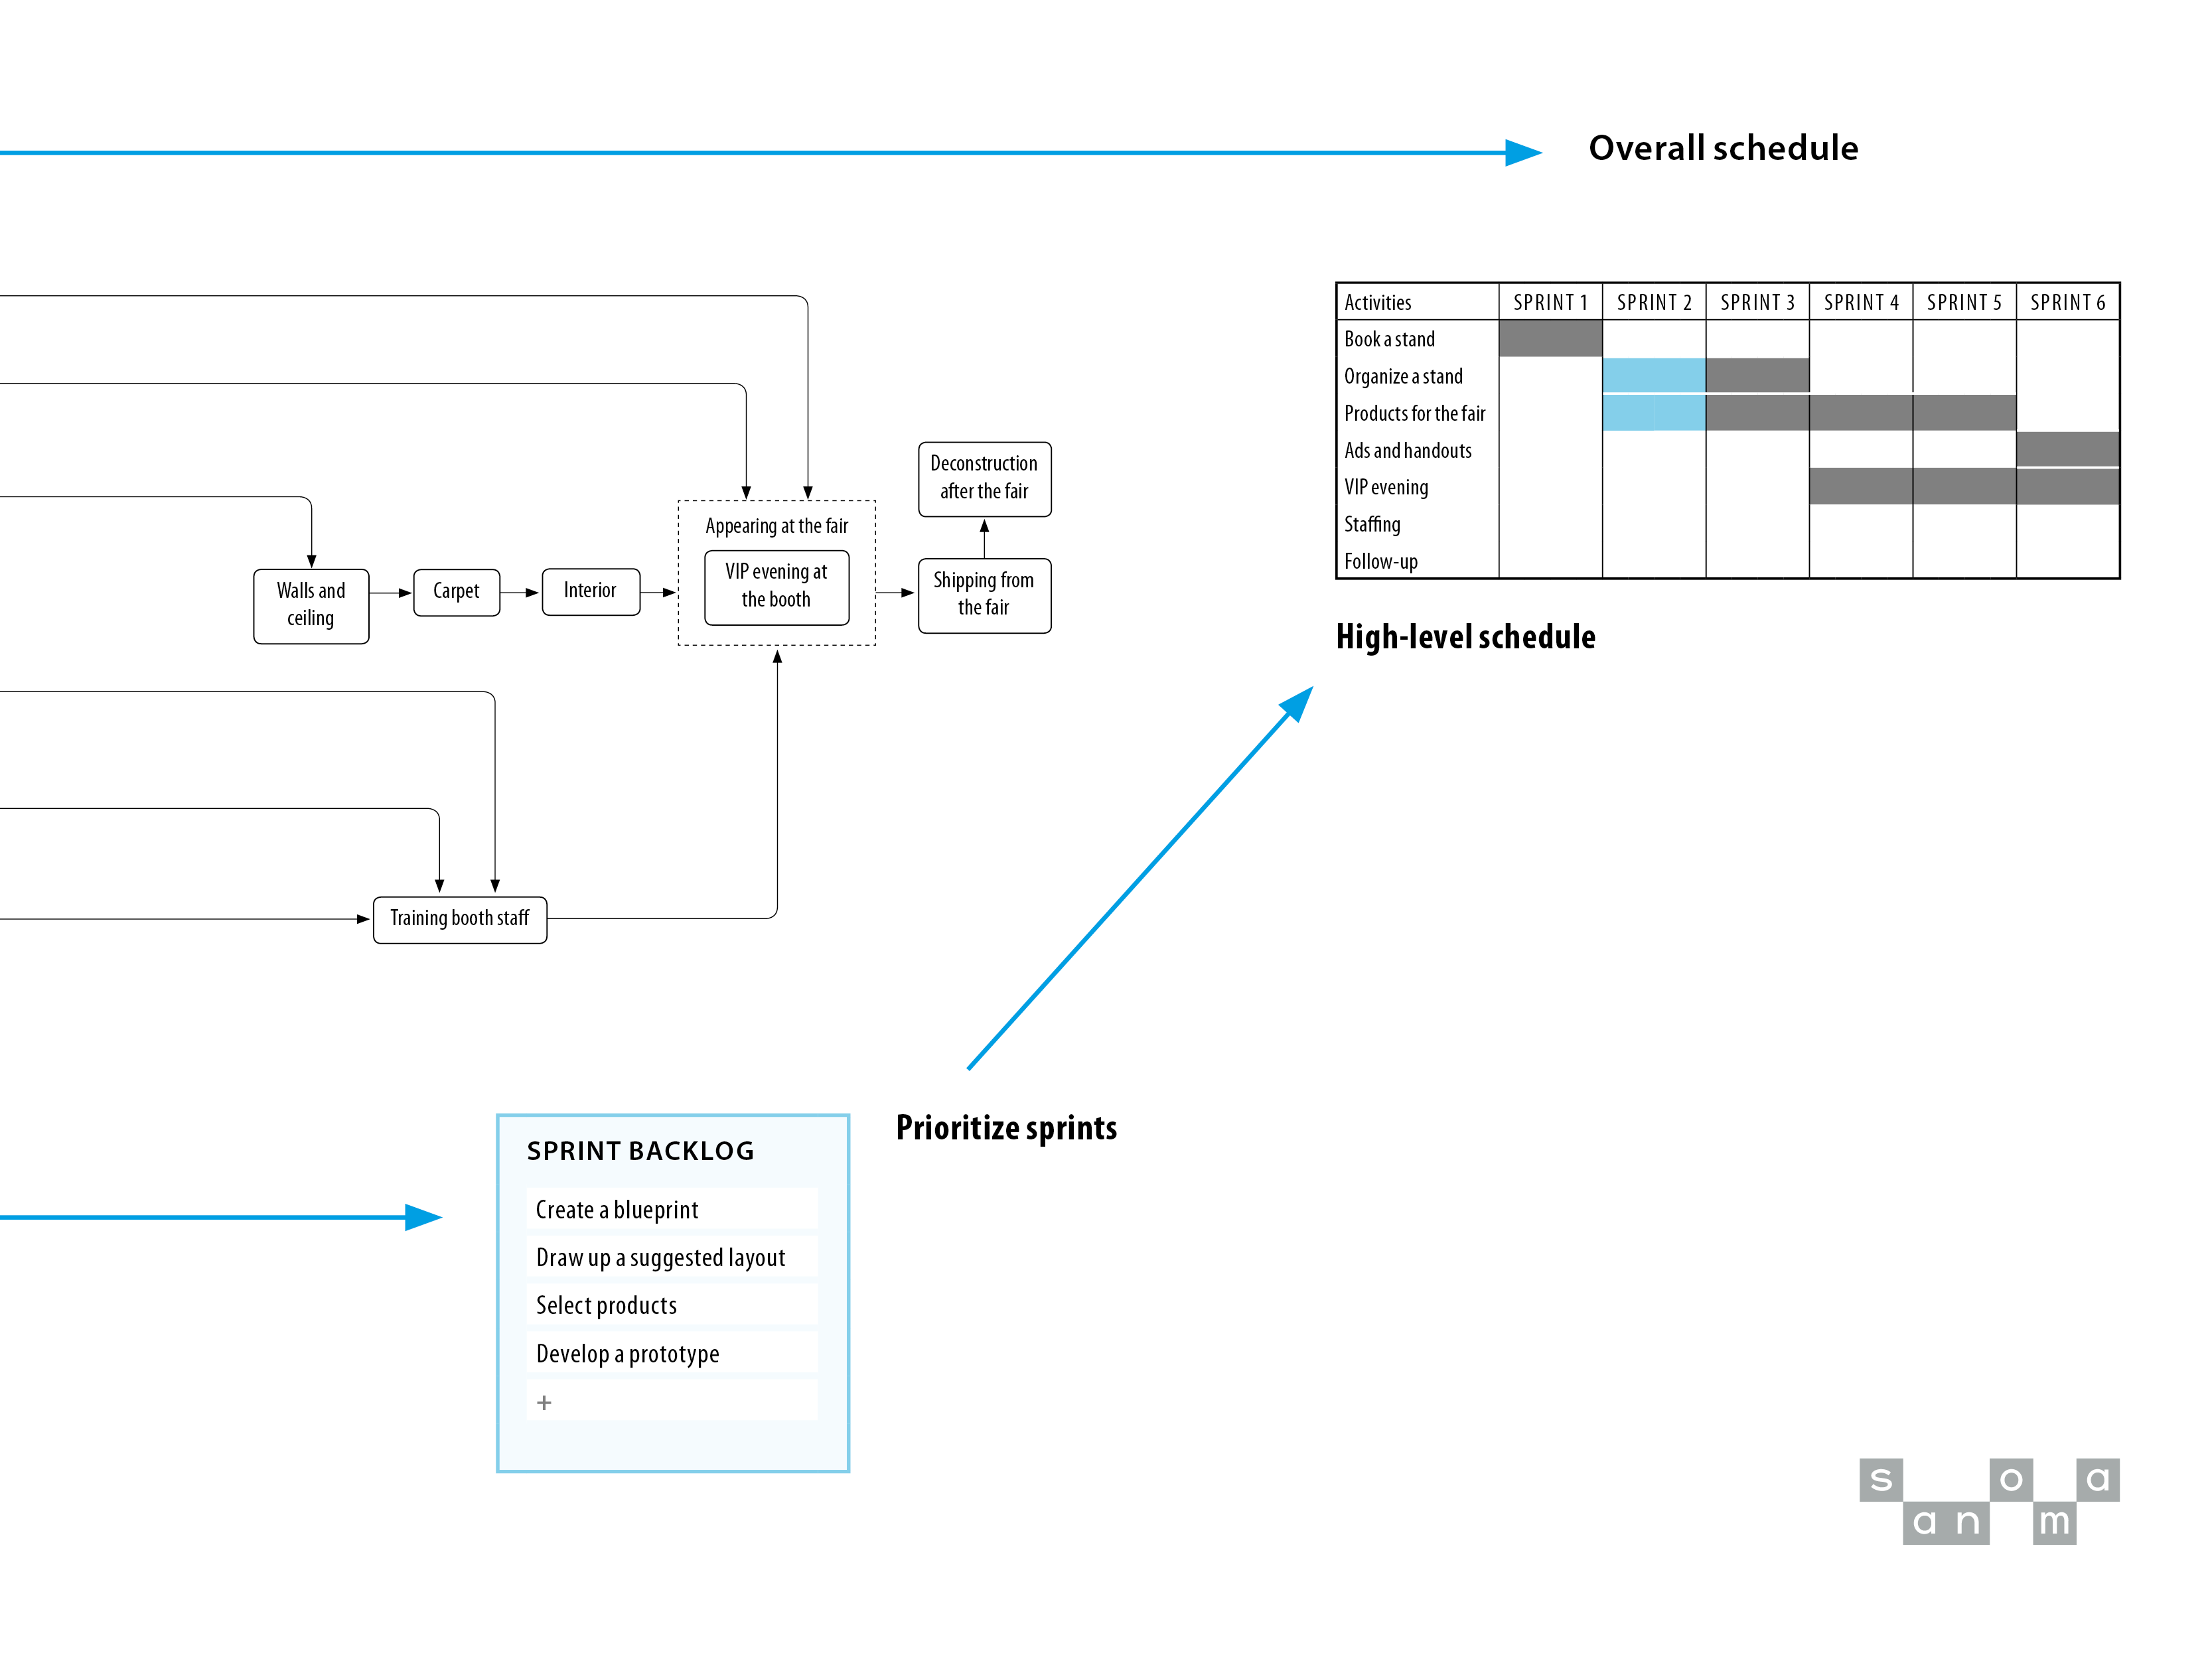 Overall schedule
Activities SPRINT 1 SPRINT 2 SPRINT 3 SPRINT 4 SPRINT 5 SPRINT 6
Book a stand
Organize a stand
Products for the fair
Ads and handouts
VIP evening
Staffing
Follow-up
High-level schedule
Deconstruction
after the fair
Appearing at the fair
VIP evening at
the booth
Shipping from
the fair
Walls and
ceiling
Carpet
Interior
Training booth staff
Prioritize sprints
SPRINT BACKLOG
Create a blueprint
Draw up a suggested layout
Select products
Develop a prototype
+
sanoma